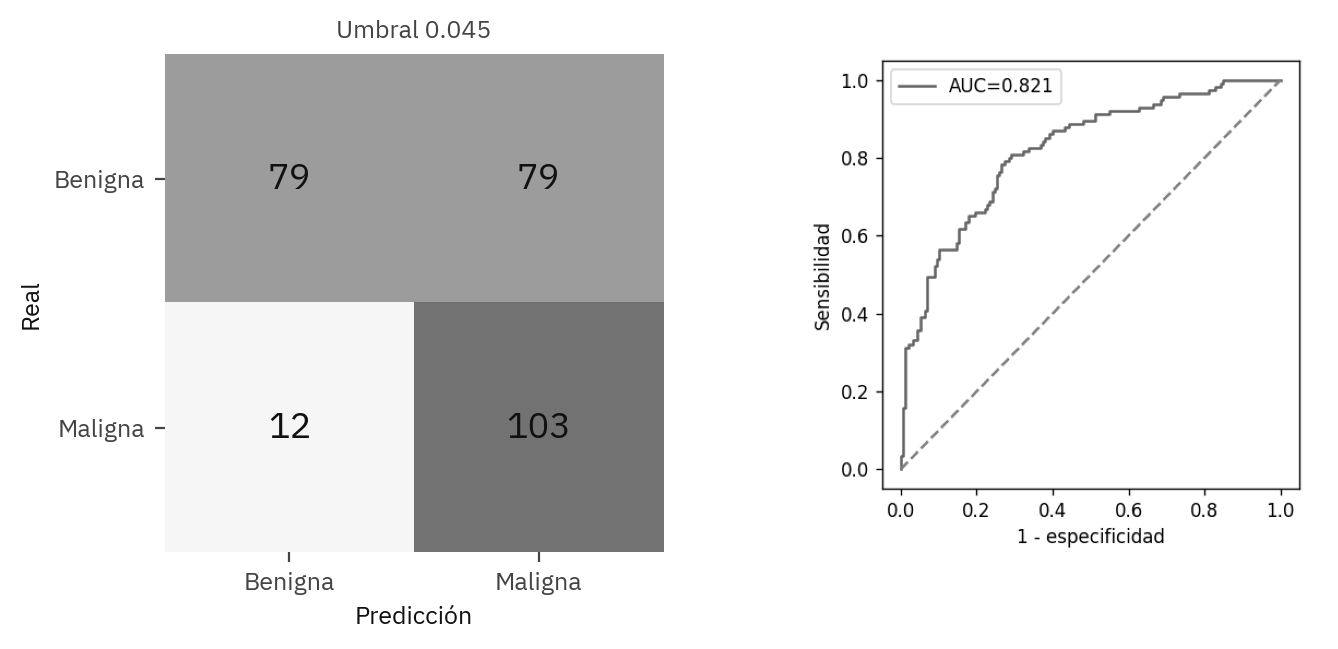 Umbral 0.045
Real
Benigna
79
79
Maligna
12
103
Benigna
Maligna
Predicción
AUC=0.821
Sensibilidad
1.0
0.8
0.6
0.4
0.2
0.0
0.0 0.2 0.4 0.6 0.8 1.0
1 - especificidad